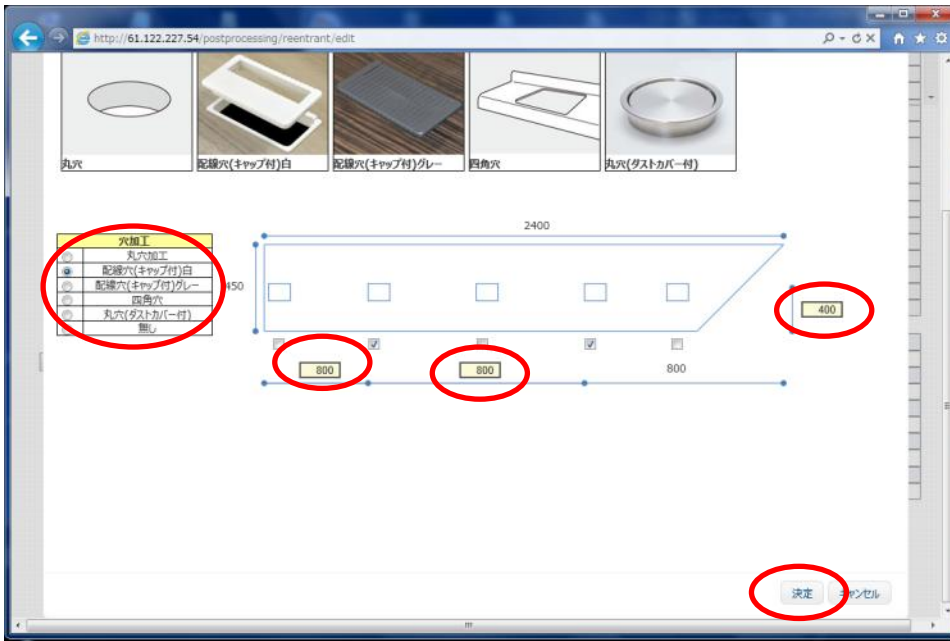 http://61.122.227.54/postprocessing/reentrant/edit
丸穴
配線穴(キャップ付)白
配線穴(キャップ付)グレー
四角穴
丸穴(ダストカバー付)
2400
穴加工
丸穴加工
配線穴(キャップ付)白
配線穴(キャップ付)グレー
四角穴
丸穴(ダストカバー付)
無し
450
400
800
800
800
決定
キャンセル